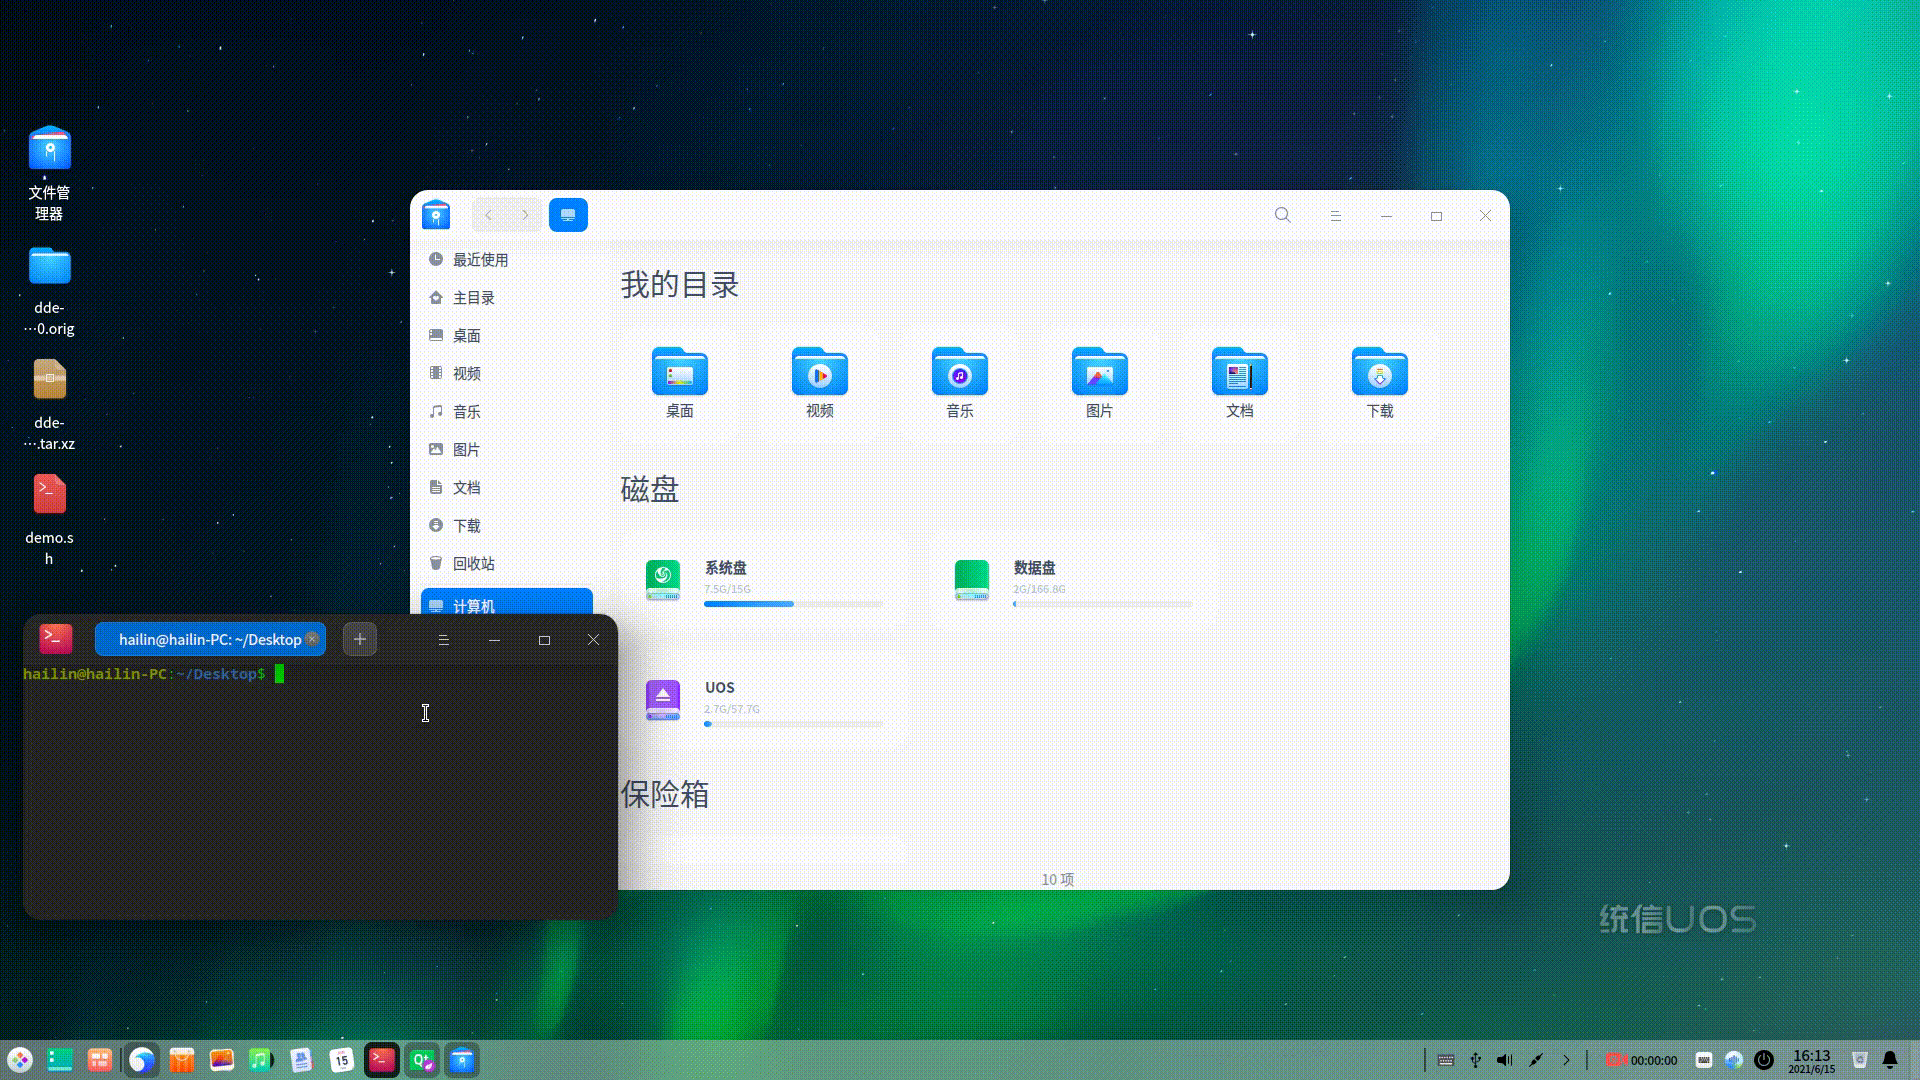 文件管
理器
dde-
…0.orig
dde-
….tar.xz
demo.s
h
最近使用
主目录
桌面
视频
音乐
图片
文档
下载
回收站
计算机
我的目录
桌面
视频
音乐
图片
文档
下载
磁盘
系统盘
7.5G/15G
数据盘
2G/166.8G
UOS
2.7G/57.7G
保险箱
10 项
hailin@hailin-PC: ~/Desktop
hailin@hailin-PC:~/Desktop$
统信UOS
15
00:00:00
16:13
2021/6/15